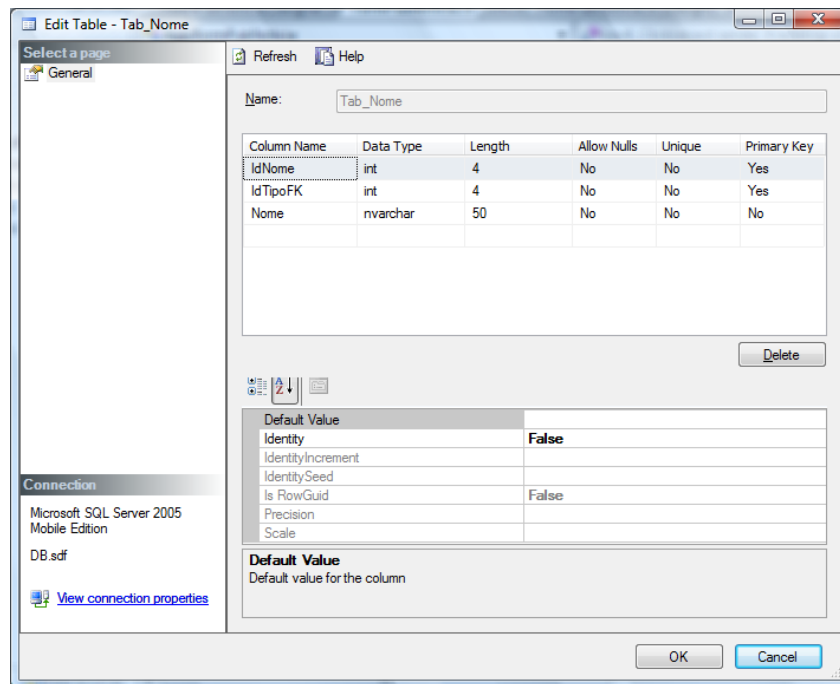 Edit Table - Tab_Nome
Select a page
General
Refresh Help
Name: Tab_Nome
Column Name Data Type Length Allow Nulls Unique Primary Key
IdNome int 4 No No Yes
IdTipoFK int 4 No No Yes
Nome nvarchar 50 No No No
Delete
Default Value
Identity False
IdentityIncrement
IdentitySeed
Is RowGuid False
Precision
Scale
Default Value
Default value for the column
Connection
Microsoft SQL Server 2005
Mobile Edition
DB.sdf
View connection properties
OK Cancel